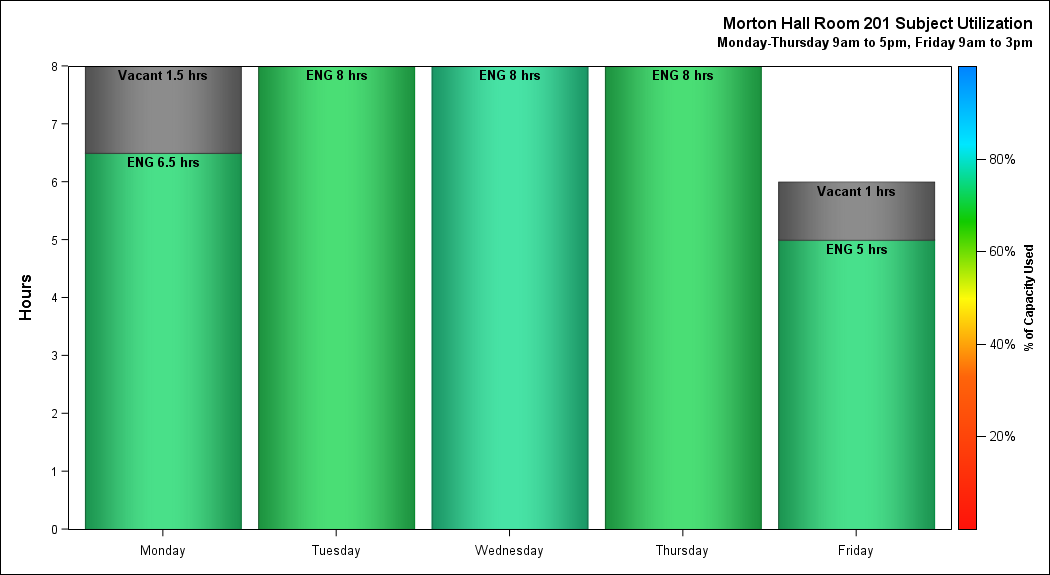 Morton Hall Room 201 Subject Utilization
Monday-Thursday 9am to 5pm, Friday 9am to 3pm
8
7
6
5
4
3
2
1
0
Hours
Vacant 1.5 hrs
ENG 6.5 hrs
ENG 8 hrs
ENG 8 hrs
ENG 8 hrs
Vacant 1 hrs
ENG 5 hrs
Monday
Tuesday
Wednesday
Thursday
Friday
80%
60%
40%
20%
% of Capacity Used